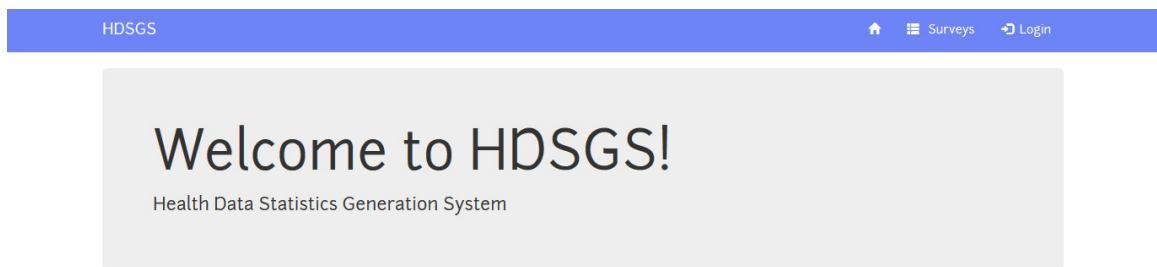 HDSGS Surveys Login
Welcome to HDSGS!
Health Data Statistics Generation System